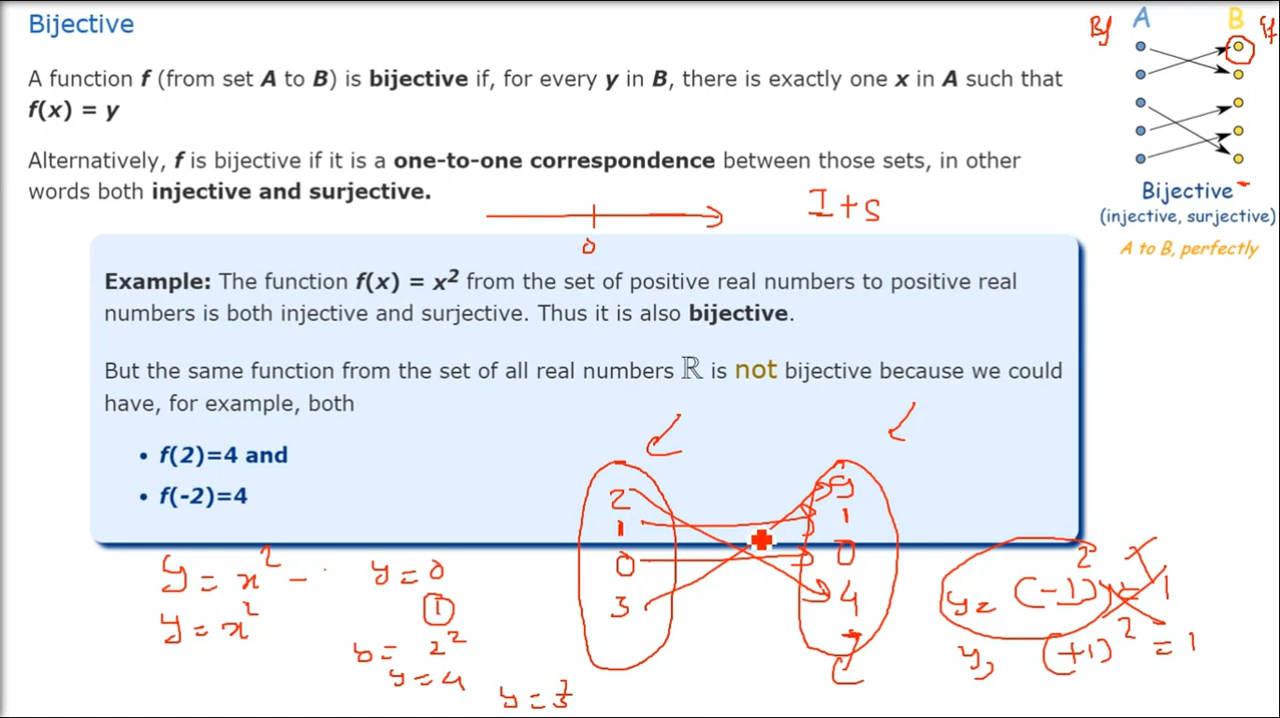 Bijective
A function f (from set A to B) is bijective if, for every y in B, there is exactly one x in A such that
f(x) = y
Alternatively, f is bijective if it is a one-to-one correspondence between those sets, in other
words both injective and surjective.
A B
Bijective
(injective, surjective)
A to B, perfectly
I+S
0
Example: The function f(x) = x² from the set of positive real numbers to positive real
numbers is both injective and surjective. Thus it is also bijective.
But the same function from the set of all real numbers ℝ is not bijective because we could
have, for example, both
• f(2)=4 and
• f(-2)=4
2
1
0
3
9
1
0
4
y = x² -
y = x²
y = 0
1
= 2²
y = 4
y =
y = (-1)² = 1
y, (+1)² = 1